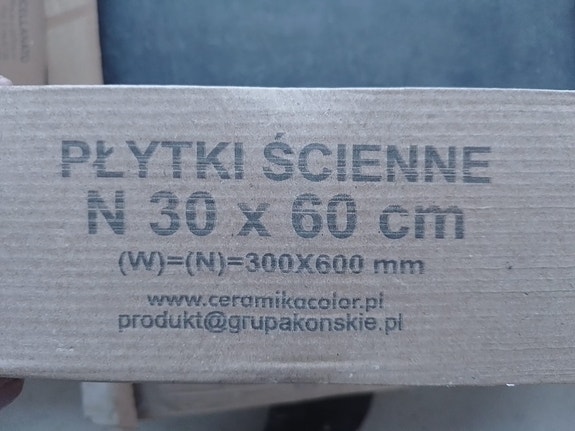 PŁYTKI ŚCIENNE
N 30 x 60 cm
(W)=(N)=300X600 mm
www.ceramikacolor.pl
produkt@grupakonskie.pl